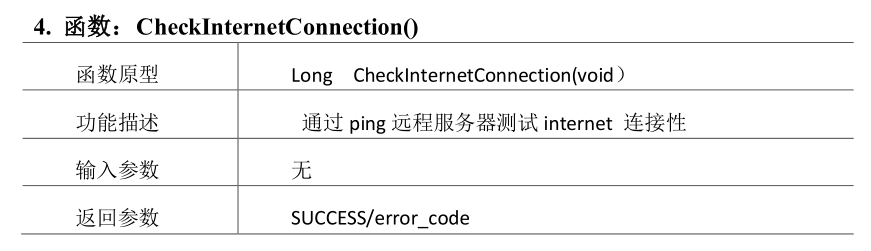 4. 函数：CheckInternetConnection()
函数原型 Long CheckInternetConnection(void）
功能描述 通过 ping 远程服务器测试 internet 连接性
输入参数 无
返回参数 SUCCESS/error_code